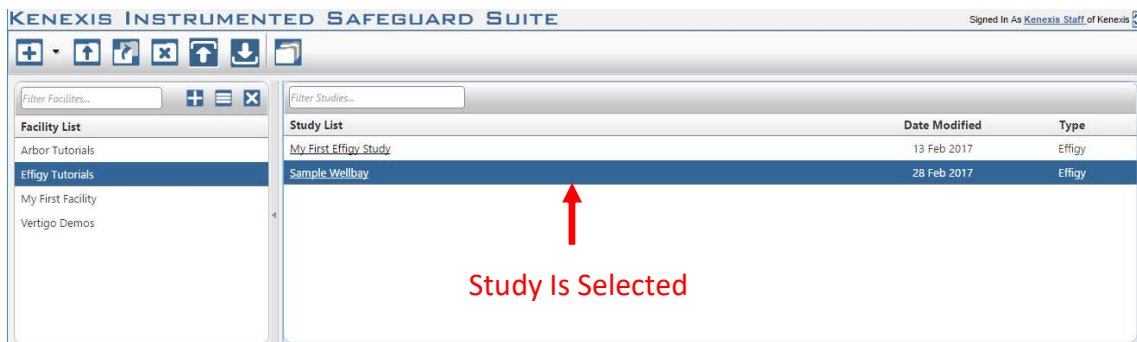 KENEXIS INSTRUMENTED SAFEGUARD SUITE
Signed In As Kenexis Staff of Kenexis
Filter Facilites...
Filter Studies...
Facility List
Study List Date Modified Type
Arbor Tutorials
My First Effigy Study 13 Feb 2017 Effigy
Effigy Tutorials
Sample Wellbay 28 Feb 2017 Effigy
My First Facility
Vertigo Demos
Study Is Selected